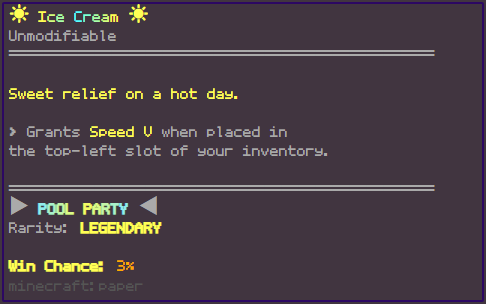 ☀ Ice Cream ☀
Unmodifiable
Sweet relief on a hot day.
> Grants Speed V when placed in
the top-left slot of your inventory.
▶ POOL PARTY ◀
Rarity: LEGENDARY
Win Chance: 3%
minecraft:paper